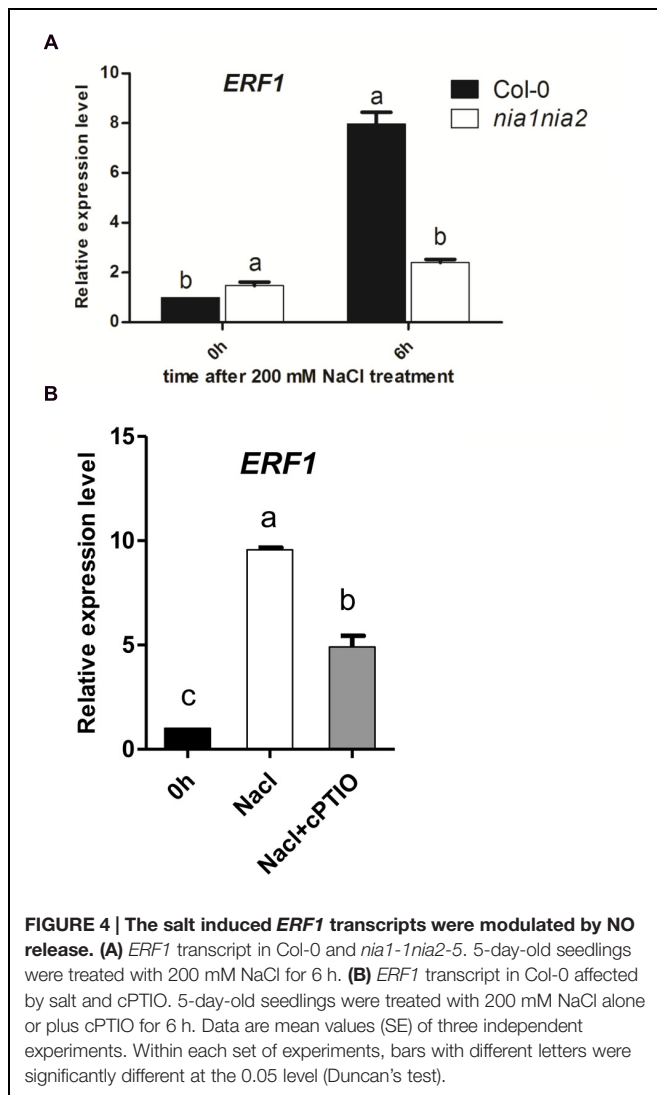 A
ERF1
Col-0
nia1nia2
Relative expression level
10
8
6
4
2
0
b
a
a
b
0h
6h
time after 200 mM NaCl treatment
B
ERF1
Relative expression level
15
10
5
0
c
a
b
0h
Nacl
Nacl+cPTIO
FIGURE 4 | The salt induced ERF1 transcripts were modulated by NO
release. (A) ERF1 transcript in Col-0 and nia1-1nia2-5. 5-day-old seedlings
were treated with 200 mM NaCl for 6 h. (B) ERF1 transcript in Col-0 affected
by salt and cPTIO. 5-day-old seedlings were treated with 200 mM NaCl alone
or plus cPTIO for 6 h. Data are mean values (SE) of three independent
experiments. Within each set of experiments, bars with different letters were
significantly different at the 0.05 level (Duncan's test).